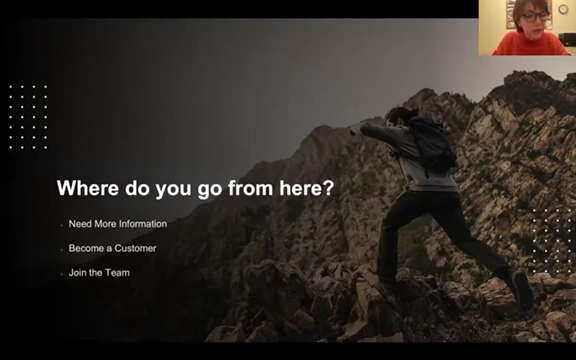 Where do you go from here?
Need More Information
Become a Customer
Join the Team